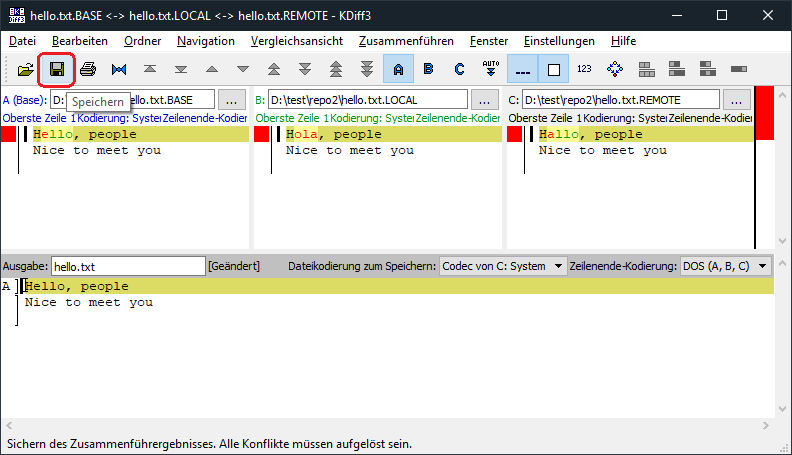 hello.txt.BASE <-> hello.txt.LOCAL <-> hello.txt.REMOTE - KDiff3
Datei Bearbeiten Ordner Navigation Vergleichsansicht Zusammenführen Fenster Einstellungen Hilfe
A B C AUTO 123
Speichern
A (Base): D: hello.txt.BASE ... B: D:\test\repo2\hello.txt.LOCAL ... C: D:\test\repo2\hello.txt.REMOTE ...
Oberste Zeile 1 Kodierung: System Zeilenende-Kodier Oberste Zeile 1 Kodierung: System Zeilenende-Kodier Oberste Zeile 1 Kodierung: System Zeilenende-Kodier
Hello, people
Nice to meet you
Hola, people
Nice to meet you
Hallo, people
Nice to meet you
Ausgabe: hello.txt [Geändert] Dateikodierung zum Speichern: Codec von C: System Zeilenende-Kodierung: DOS (A, B, C)
A Hello, people
Nice to meet you
Sichern des Zusammenführergebnisses. Alle Konflikte müssen aufgelöst sein.